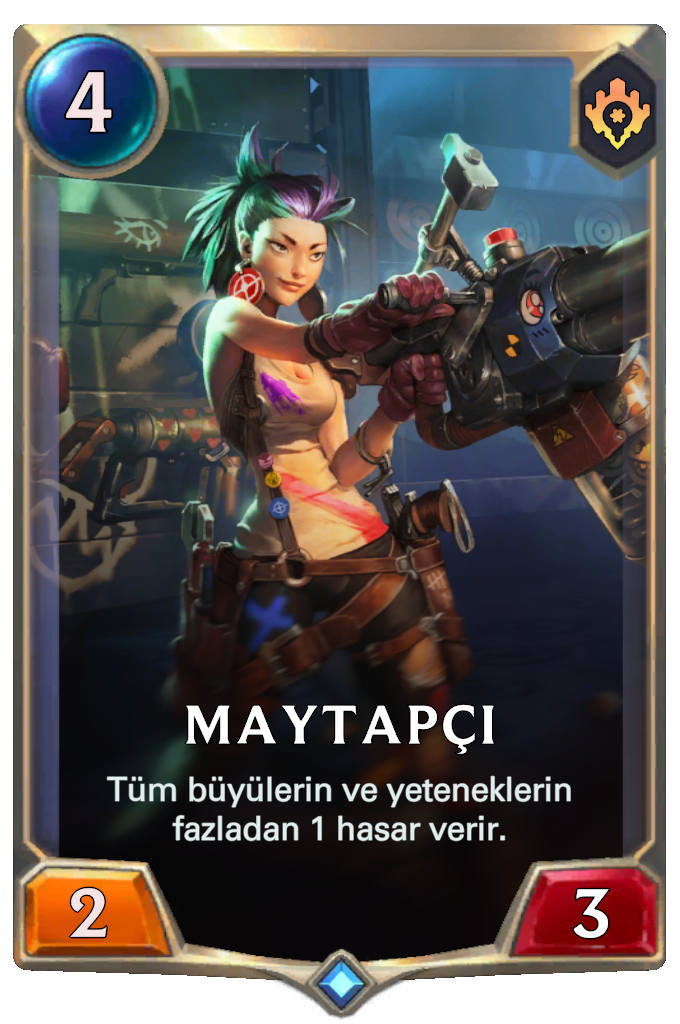 4
MAYTAPÇI
Tüm büyülerin ve yeteneklerin
fazladan 1 hasar verir.
2
3